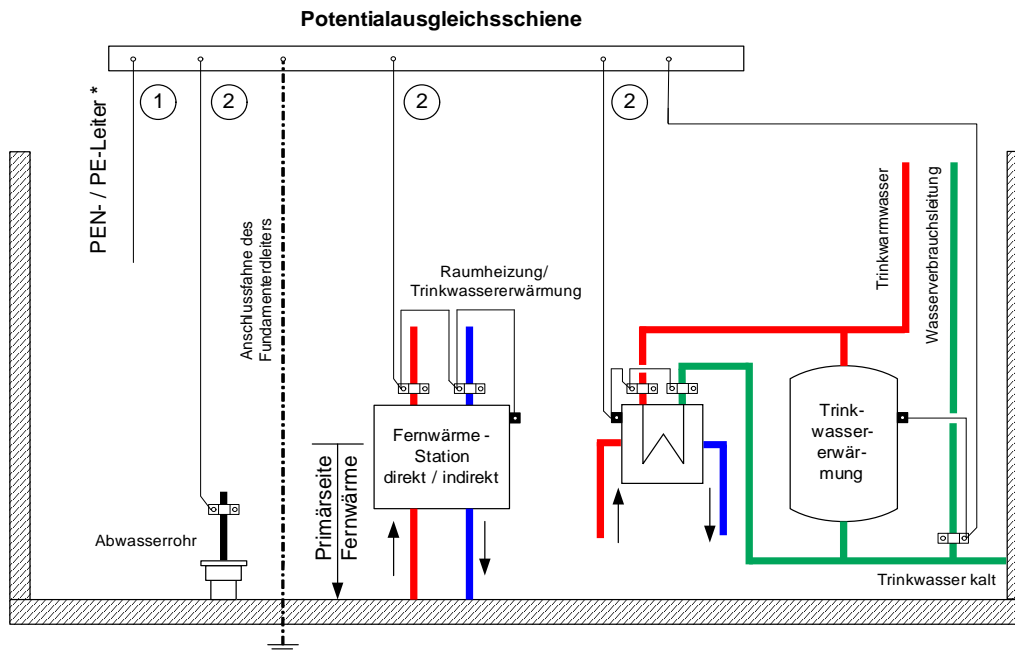 Potentialausgleichsschiene
1
2
2
2
PEN- / PE-Leiter *
Anschlussfahne des
Fundamenterdleiters
Raumheizung/
Trinkwassererwärmung
Trinkwarmwasser
Wasserverbrauchsleitung
Fernwärme -
Station
direkt / indirekt
Primärseite
Fernwärme
Trink-
wasser-
erwär-
mung
Abwasserrohr
Trinkwasser kalt